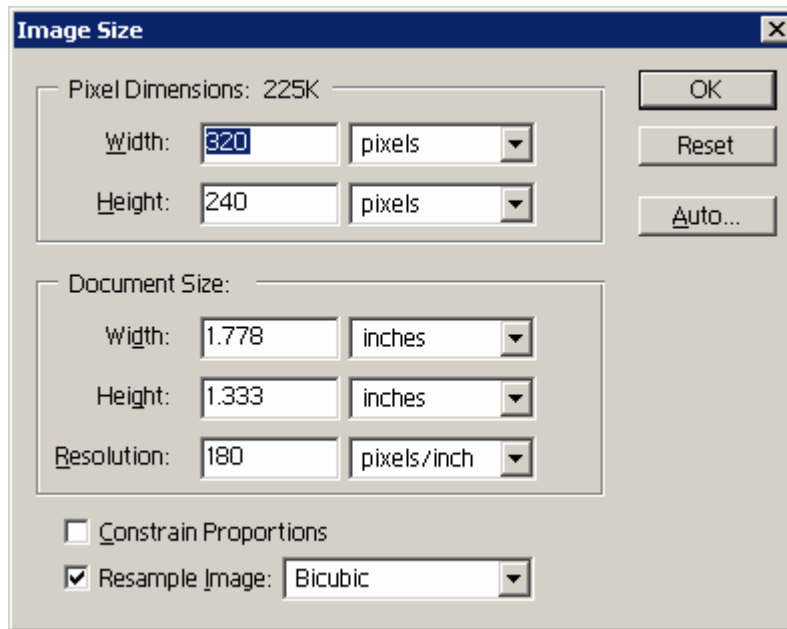 Image Size
Pixel Dimensions: 225K
Width: 320 pixels
Height: 240 pixels
OK
Reset
Auto...
Document Size:
Width: 1.778 inches
Height: 1.333 inches
Resolution: 180 pixels/inch
Constrain Proportions
Resample Image: Bicubic